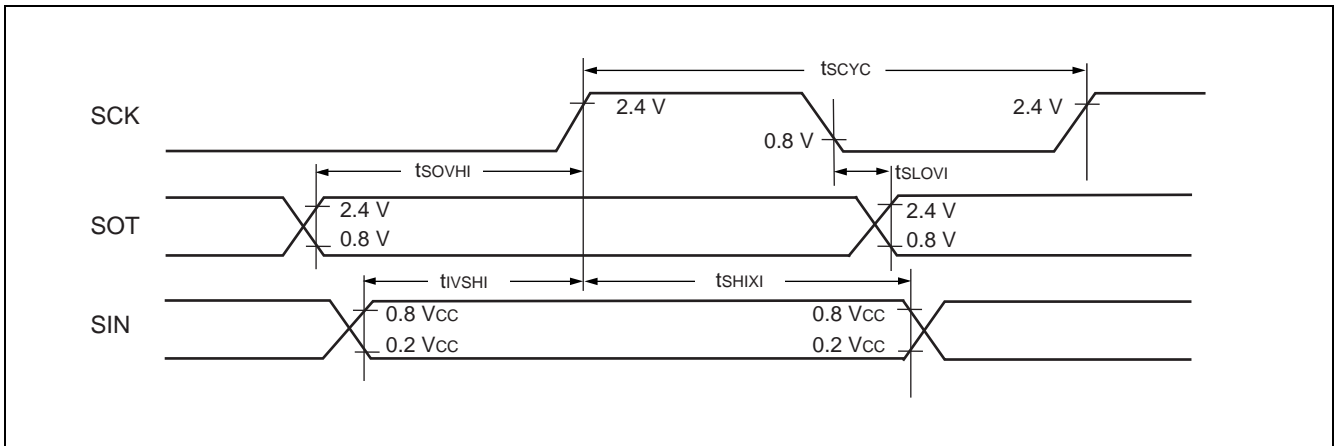 tSCYC
SCK
2.4 V
2.4 V
0.8 V
tSOVHI
tSLOVI
SOT
2.4 V
2.4 V
0.8 V
0.8 V
tIVSHI
tSHIXI
SIN
0.8 VCC
0.8 VCC
0.2 VCC
0.2 VCC